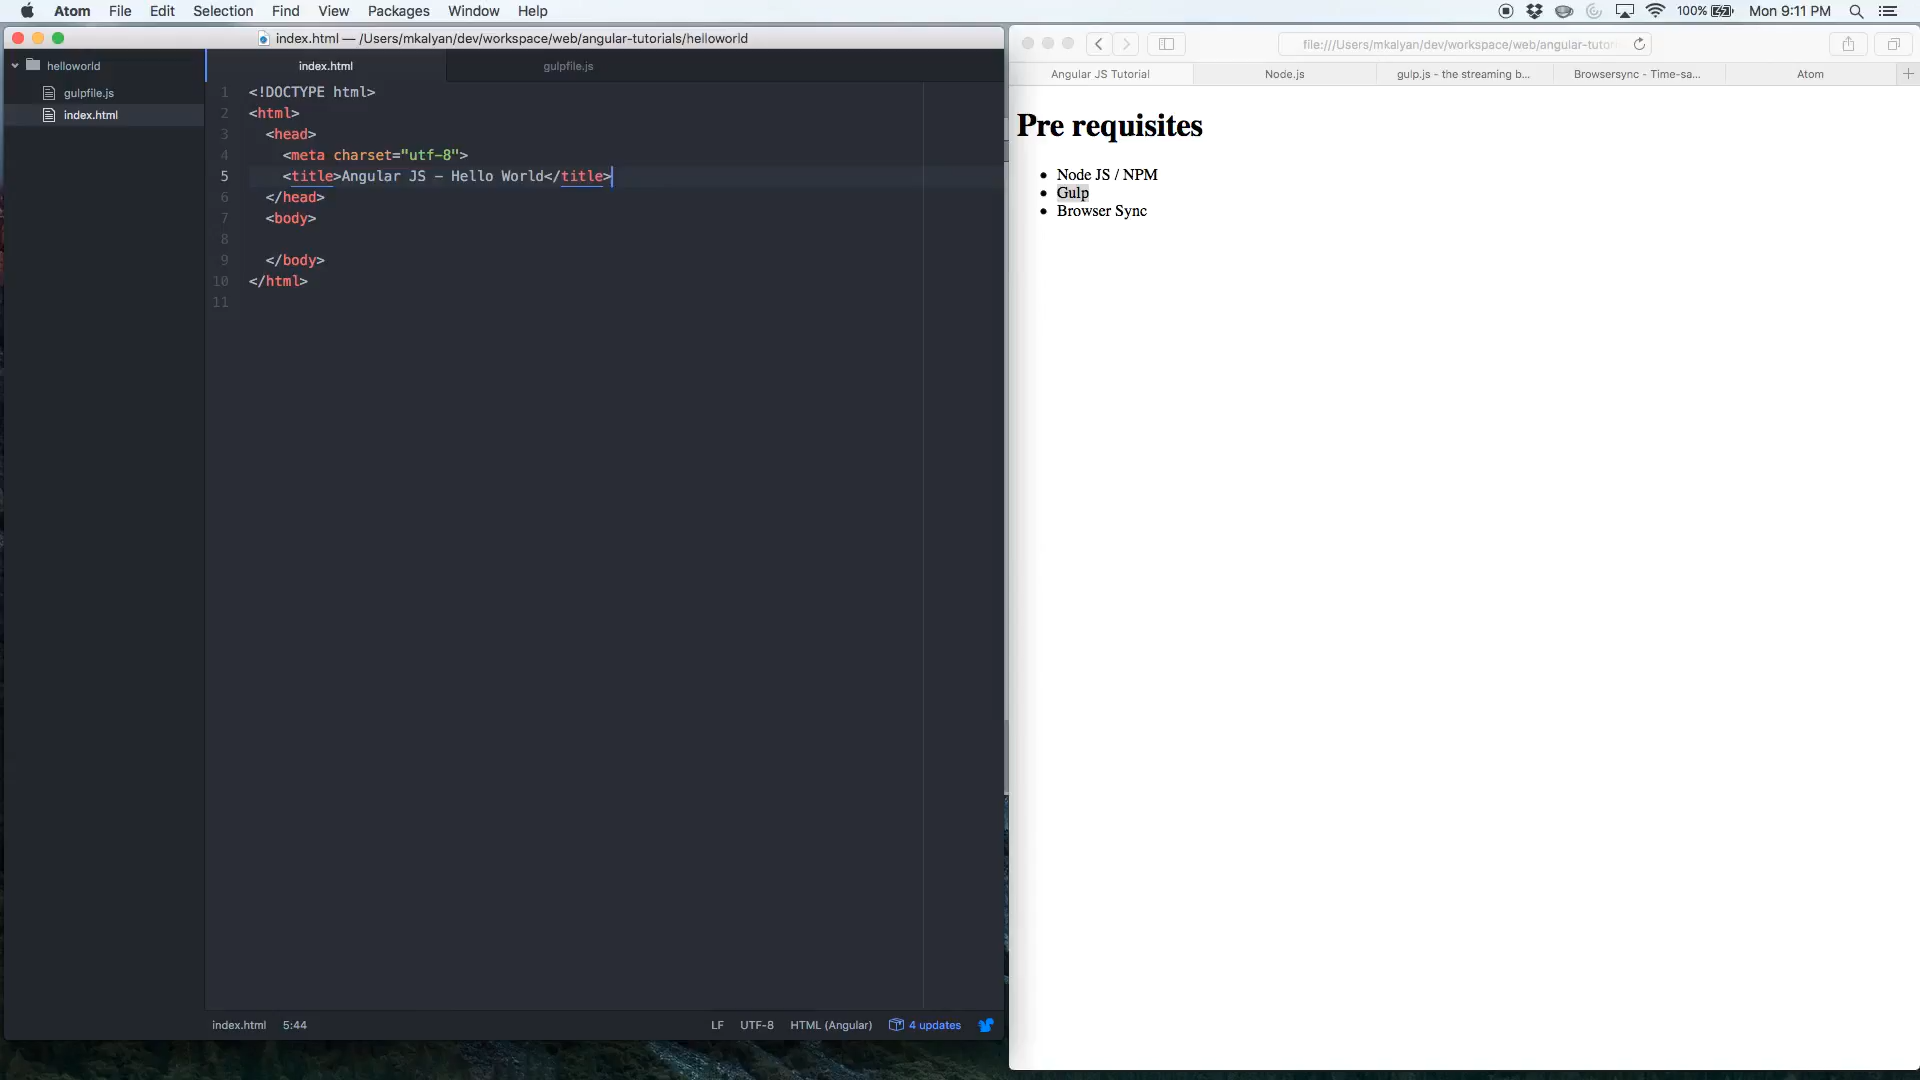 Atom File Edit Selection Find View Packages Window Help
100% Mon 9:11 PM
index.html — /Users/mkalyan/dev/workspace/web/angular-tutorials/helloworld
helloworld
gulpfile.js
index.html
index.html gulpfile.js
1 <!DOCTYPE html>
2 <html>
3 <head>
4 <meta charset="utf-8">
5 <title>Angular JS - Hello World</title>
6 </head>
7 <body>
8
9 </body>
10 </html>
11
index.html 5:44 LF UTF-8 HTML (Angular) 4 updates
file:///Users/mkalyan/dev/workspace/web/angular-tutor
Angular JS Tutorial Node.js gulp.js - the streaming b... Browsersync - Time-sa... Atom
Pre requisites
Node JS / NPM
Gulp
Browser Sync